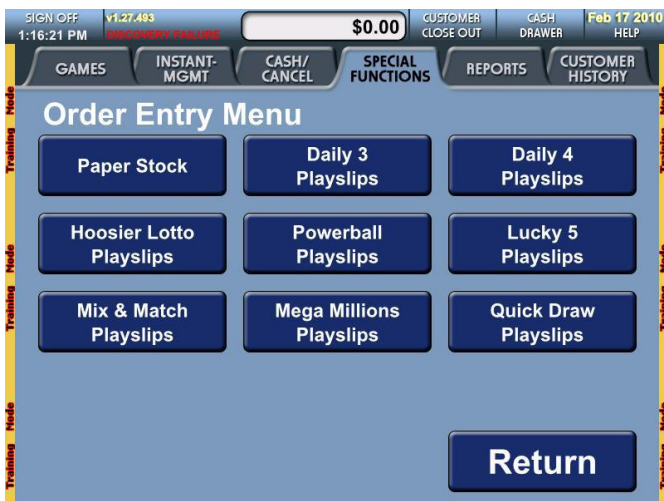 SIGN OFF
v1.27.493
$0.00
CUSTOMER
CLOSE OUT
CASH
DRAWER
Feb 17 2010
HELP
1:16:21 PM
DISCOVERY FAILURE
GAMES
INSTANT-
MGMT
CASH/
CANCEL
SPECIAL
FUNCTIONS
REPORTS
CUSTOMER
HISTORY
Order Entry Menu
Paper Stock
Daily 3
Playslips
Daily 4
Playslips
Hoosier Lotto
Playslips
Powerball
Playslips
Lucky 5
Playslips
Mix & Match
Playslips
Mega Millions
Playslips
Quick Draw
Playslips
Return
Training Mode
Training Mode
Training Mode